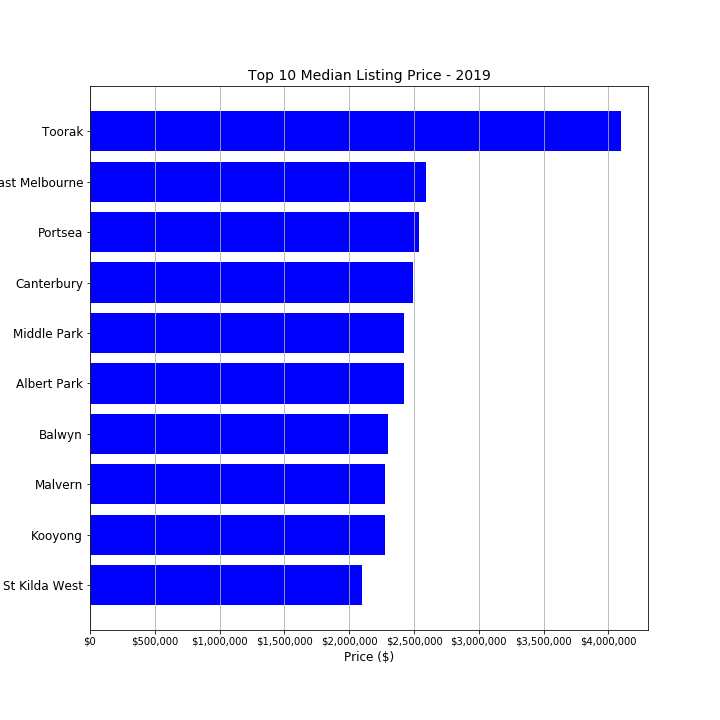 Top 10 Median Listing Price - 2019
Toorak
ast Melbourne
Portsea
Canterbury
Middle Park
Albert Park
Balwyn
Malvern
Kooyong
St Kilda West
$0 $500,000 $1,000,000 $1,500,000 $2,000,000 $2,500,000 $3,000,000 $3,500,000 $4,000,000
Price ($)